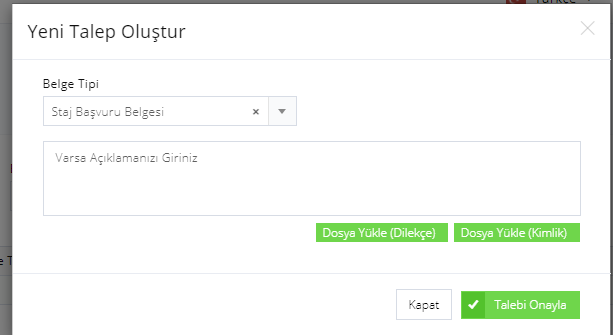 Türkçe
Yeni Talep Oluştur
Belge Tipi
Staj Başvuru Belgesi
Varsa Açıklamanızı Giriniz
Dosya Yükle (Dilekçe) Dosya Yükle (Kimlik)
Kapat Talebi Onayla